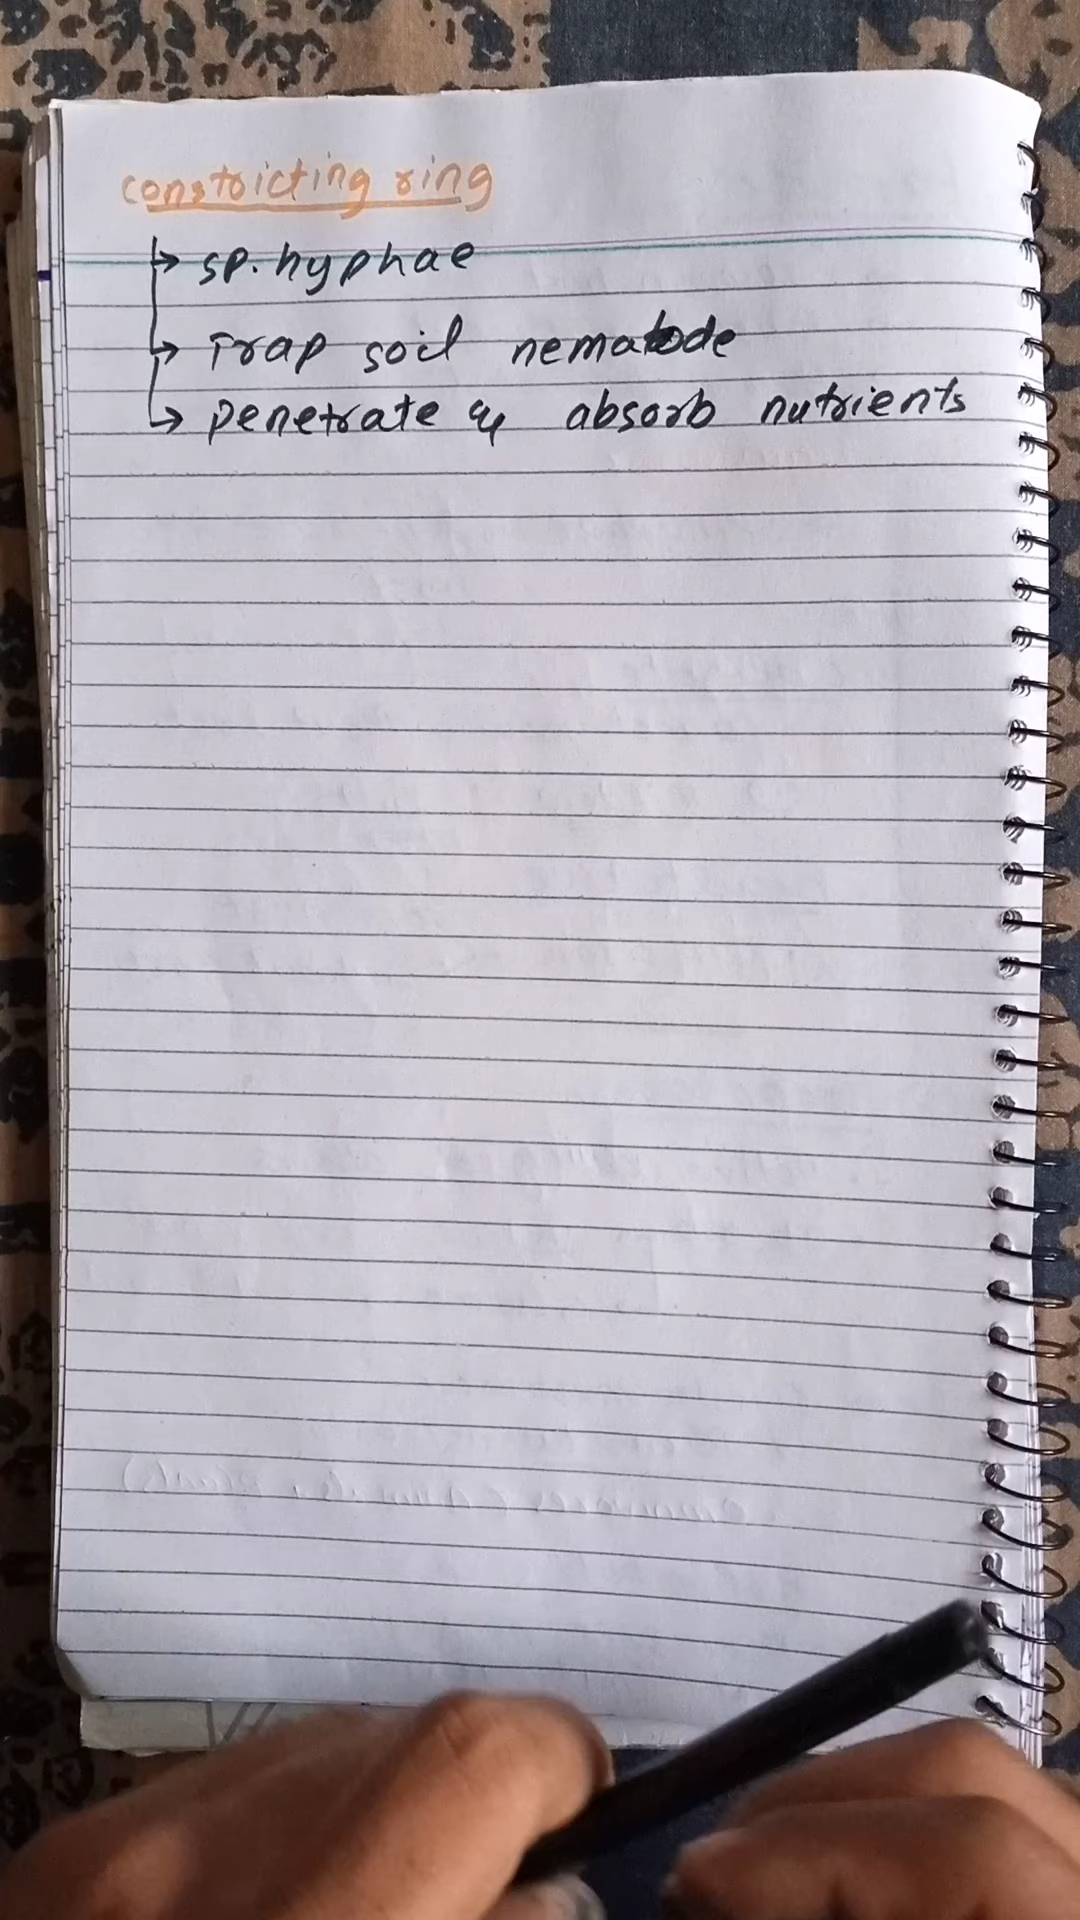 constricting ring
sp. hyphae
Trap soil nematode
penetrate & absorb nutrients